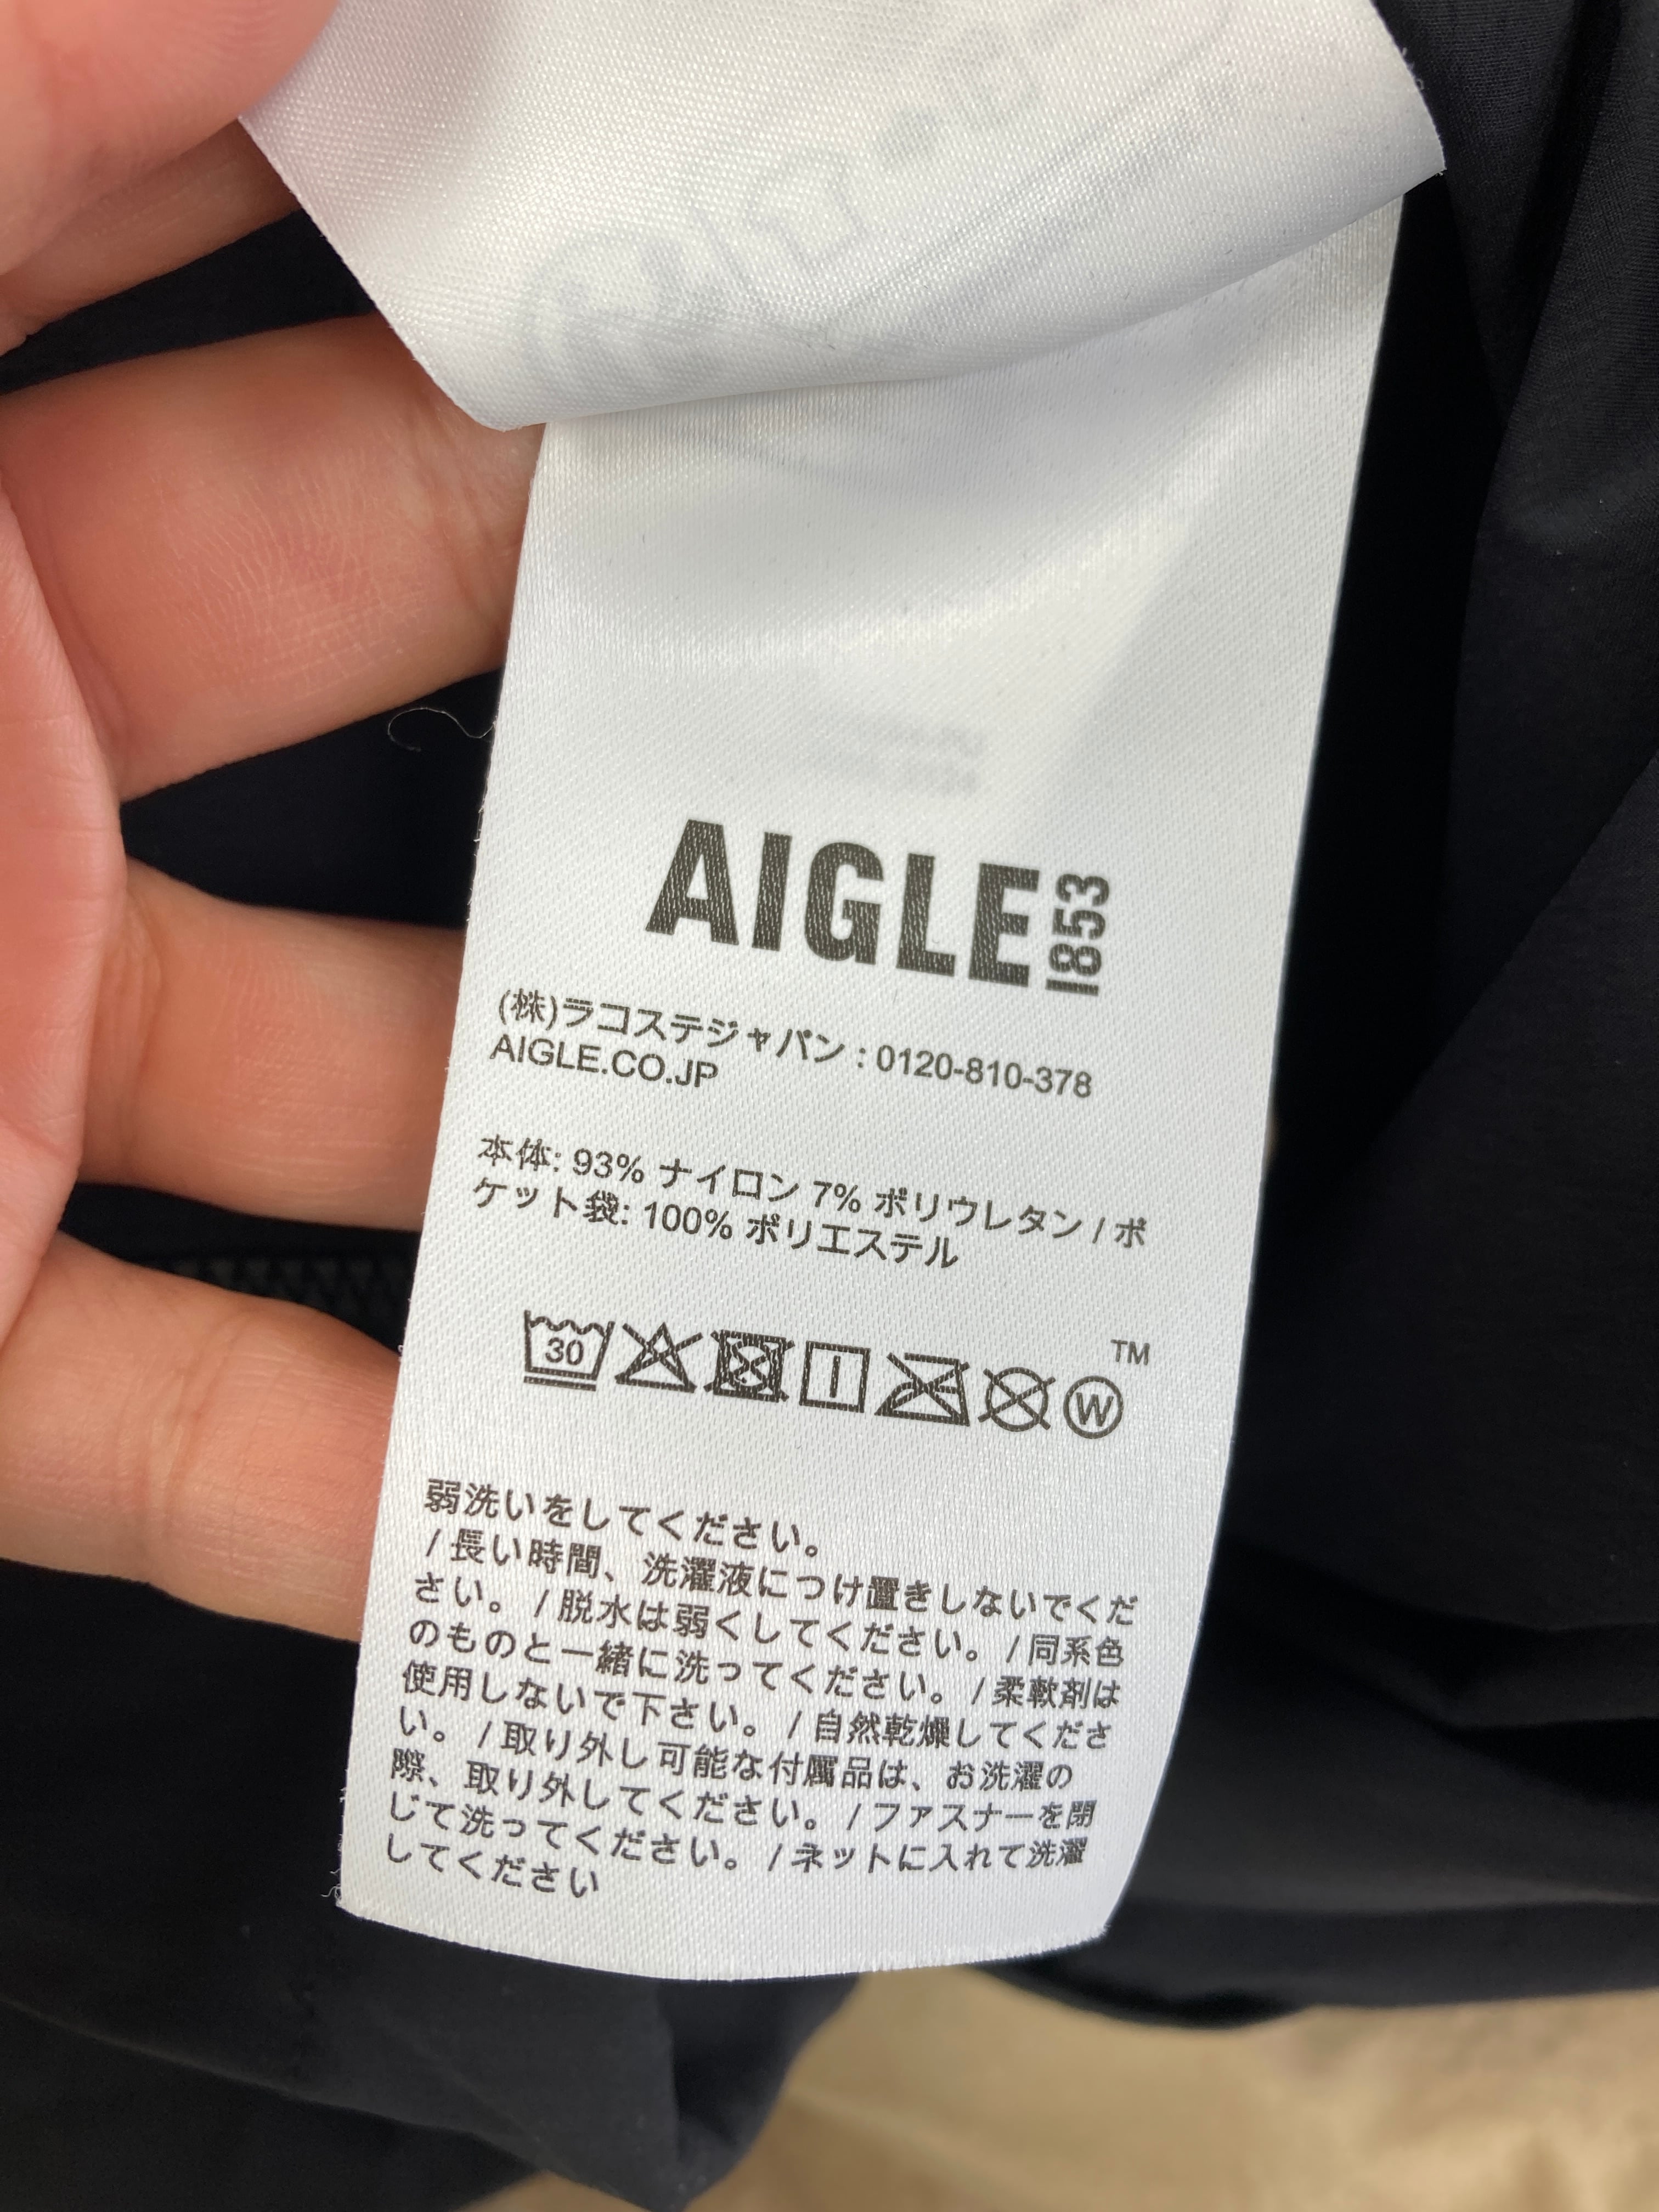 AIGLE 1853
(株)ラコステジャパン : 0120-810-378
AIGLE.CO.JP
本体: 93% ナイロン 7% ポリウレタン / ポ
ケット袋: 100% ポリエステル
30 W TM
弱洗いをしてください。
/ 長い時間、洗濯液につけ置きしないでくだ
さい。 / 脱水は弱くしてください。 / 同系色
のものと一緒に洗ってください。 / 柔軟剤は
使用しないで下さい。 / 自然乾燥してくださ
い。 / 取り外し可能な付属品は、お洗濯の
際、取り外してください。 / ファスナーを閉
じて洗ってください。 / ネットに入れて洗濯
してください